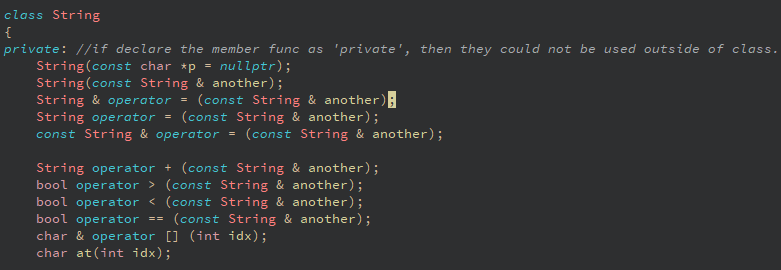 class String
{
private: //if declare the member func as 'private', then they could not be used outside of class.
    String(const char *p = nullptr);
    String(const String & another);
    String & operator = (const String & another);
    String operator = (const String & another);
    const String & operator = (const String & another);

    String operator + (const String & another);
    bool operator > (const String & another);
    bool operator < (const String & another);
    bool operator == (const String & another);
    char & operator [] (int idx);
    char at(int idx);